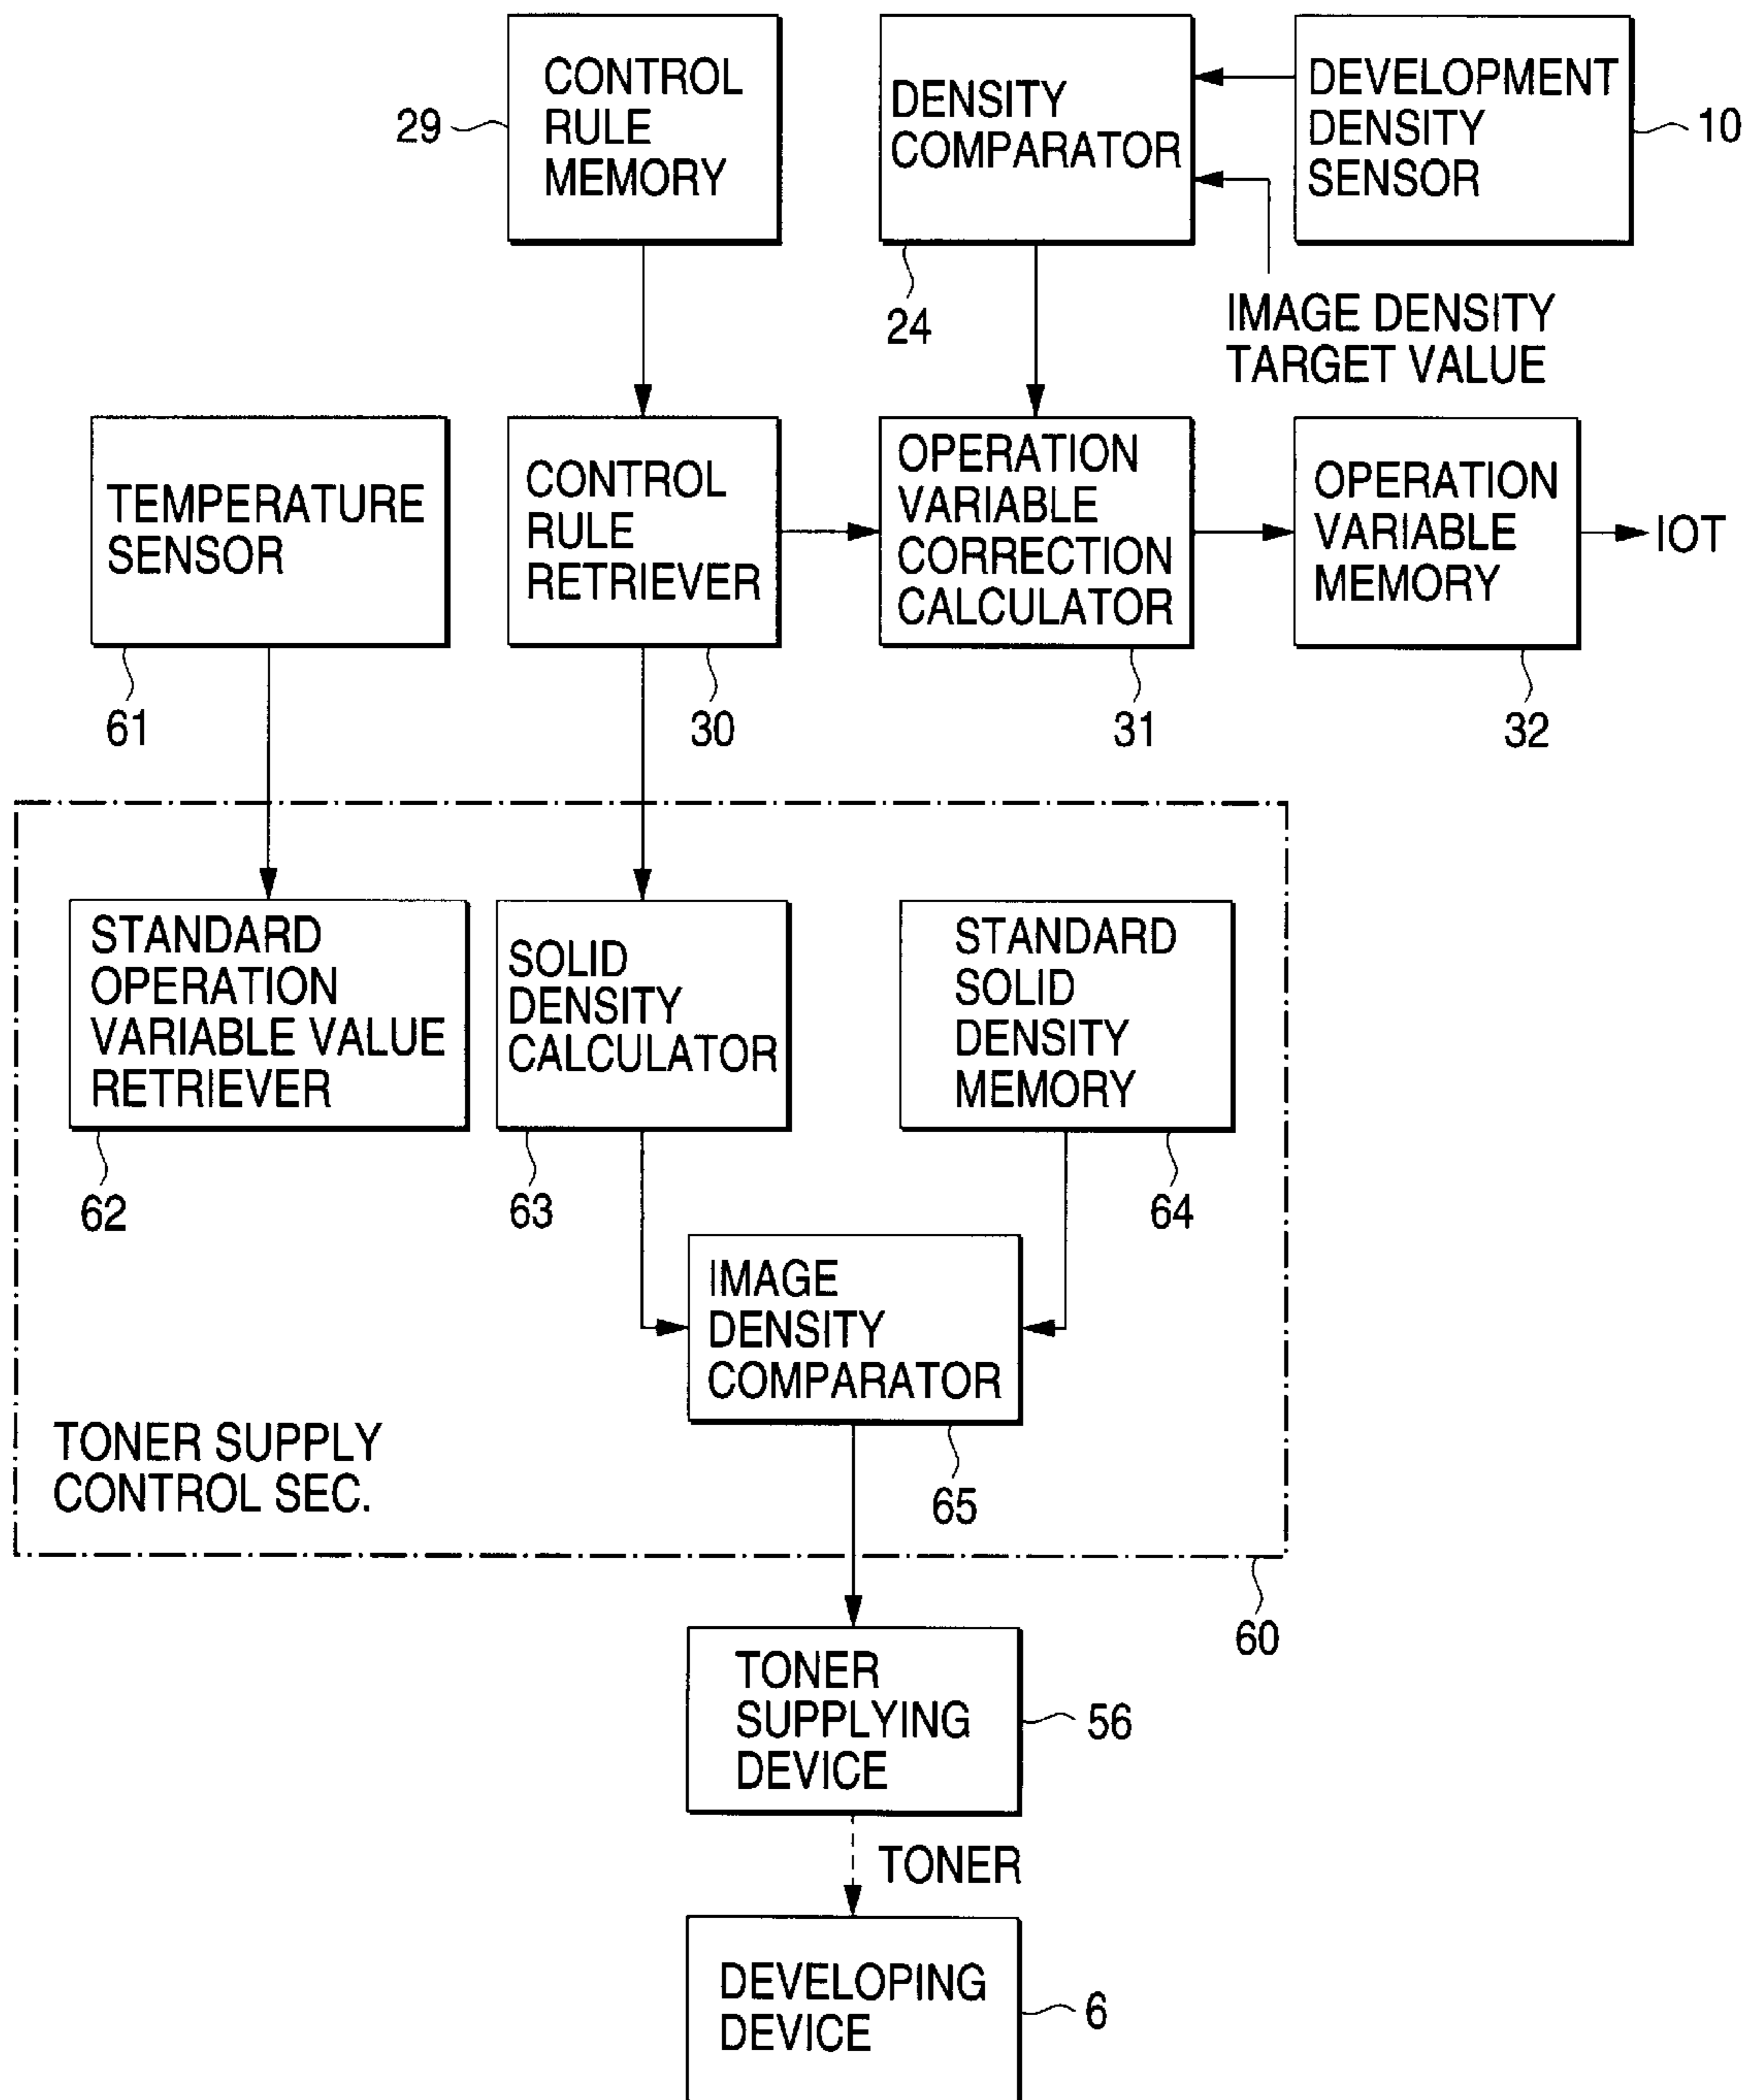 CONTROL
RULE
MEMORY
29
DENSITY
COMPARATOR
24
DEVELOPMENT
DENSITY
SENSOR
10
IMAGE DENSITY
TARGET VALUE
TEMPERATURE
SENSOR
61
CONTROL
RULE
RETRIEVER
30
OPERATION
VARIABLE
CORRECTION
CALCULATOR
31
OPERATION
VARIABLE
MEMORY
32
IOT
STANDARD
OPERATION
VARIABLE VALUE
RETRIEVER
62
SOLID
DENSITY
CALCULATOR
63
STANDARD
SOLID
DENSITY
MEMORY
64
IMAGE
DENSITY
COMPARATOR
65
TONER SUPPLY
CONTROL SEC.
60
TONER
SUPPLYING
DEVICE
56
TONER
DEVELOPING
DEVICE
6